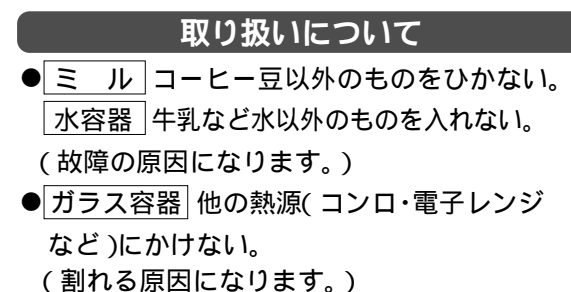 取り扱いについて
●ミ ル コーヒー豆以外のものをひかない。
水容器 牛乳など水以外のものを入れない。
(故障の原因になります。)
●ガラス容器 他の熱源(コンロ・電子レンジ
など)にかけない。
(割れる原因になります。)